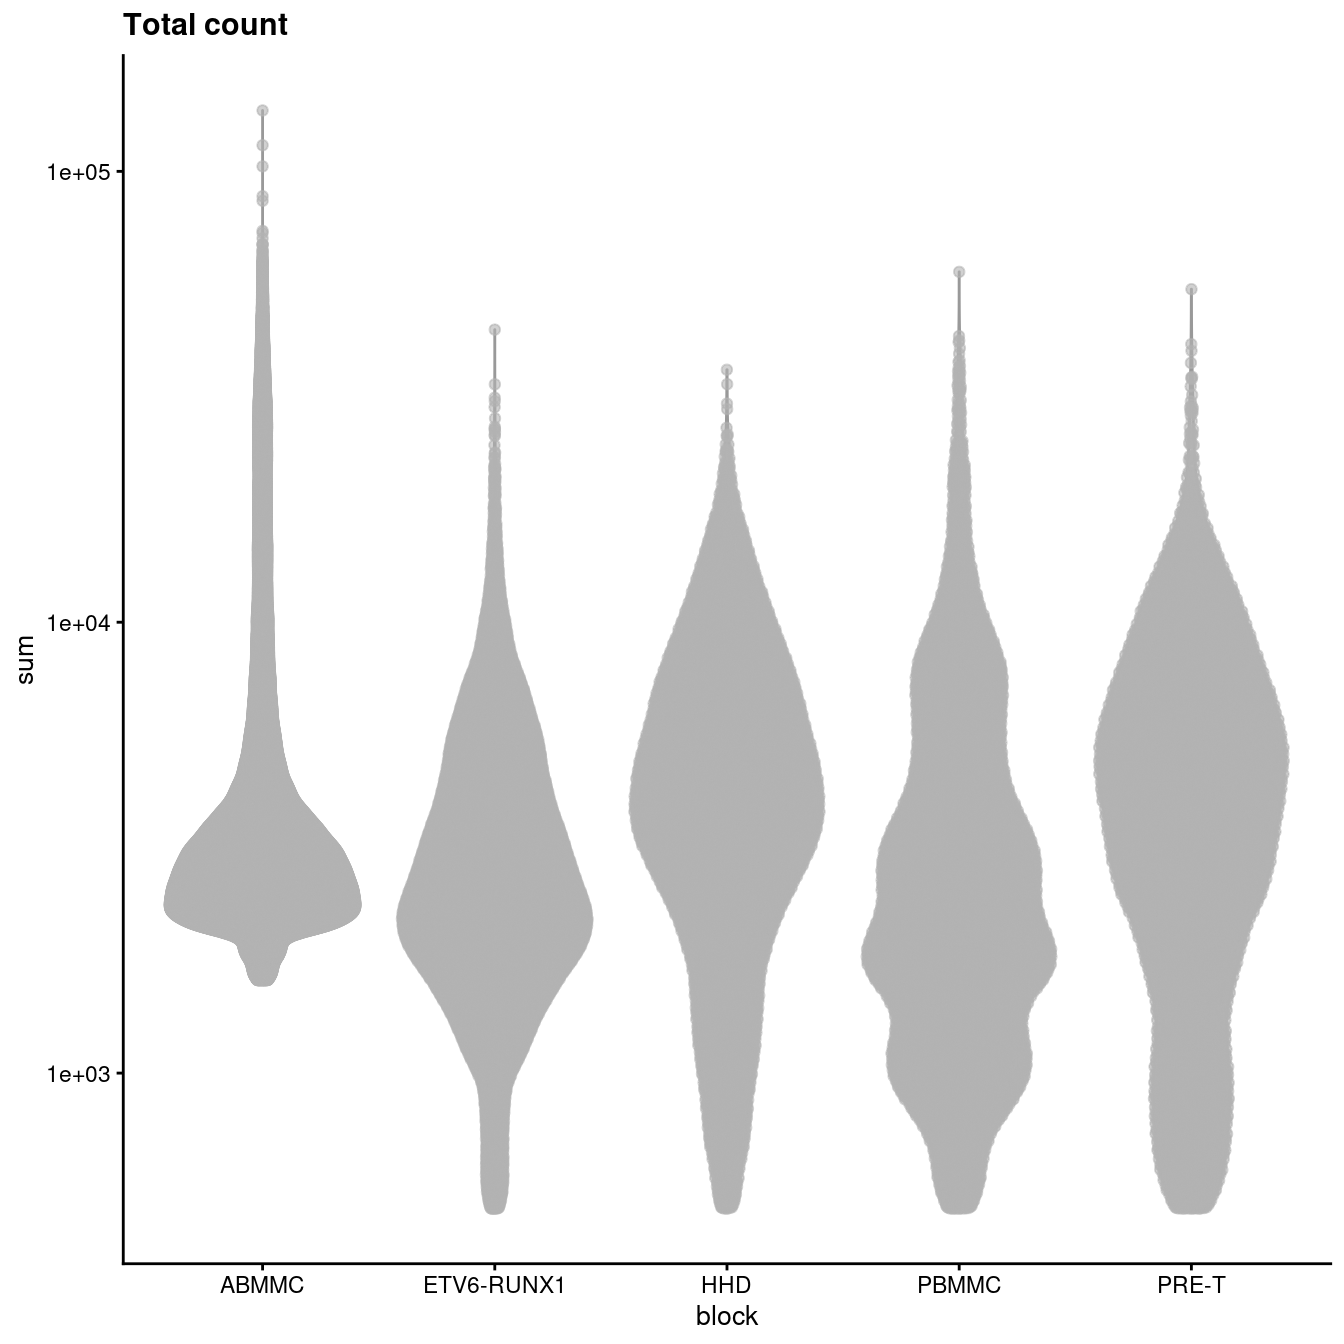 Total count
1e+05
1e+04
1e+03
sum
ABMMC ETV6-RUNX1 HHD PBMMC PRE-T
block